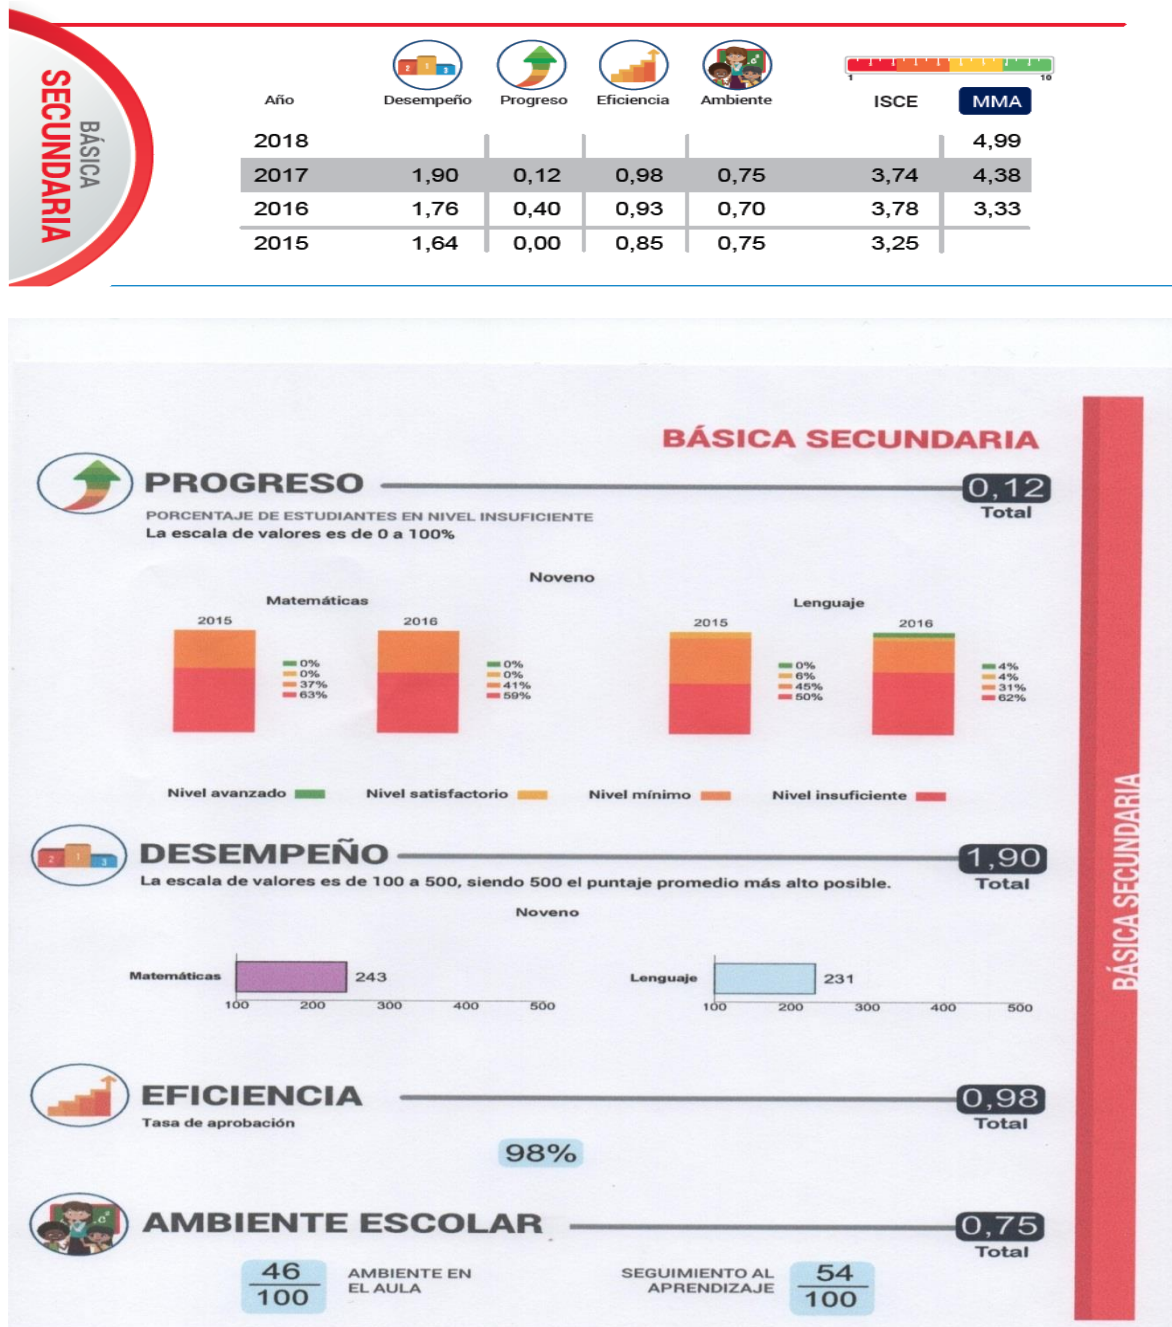 BÁSICA
SECUNDARIA
2 1 3
1 10
Año Desempeño Progreso Eficiencia Ambiente ISCE MMA
2018 4,99
2017 1,90 0,12 0,98 0,75 3,74 4,38
2016 1,76 0,40 0,93 0,70 3,78 3,33
2015 1,64 0,00 0,85 0,75 3,25
BÁSICA SECUNDARIA
PROGRESO 0,12
Total
PORCENTAJE DE ESTUDIANTES EN NIVEL INSUFICIENTE
La escala de valores es de 0 a 100%
Noveno
Matemáticas Lenguaje
2015 2016 2015 2016
0% 0% 0% 4%
0% 0% 6% 4%
37% 41% 45% 31%
63% 59% 50% 62%
Nivel avanzado Nivel satisfactorio Nivel mínimo Nivel insuficiente
BÁSICA SECUNDARIA
2 1 3
DESEMPEÑO 1,90
Total
La escala de valores es de 100 a 500, siendo 500 el puntaje promedio más alto posible.
Noveno
Matemáticas 243 Lenguaje 231
100 200 300 400 500 100 200 300 400 500
EFICIENCIA 0,98
Total
Tasa de aprobación
98%
AMBIENTE ESCOLAR 0,75
Total
46 AMBIENTE EN SEGUIMIENTO AL 54
100 EL AULA APRENDIZAJE 100